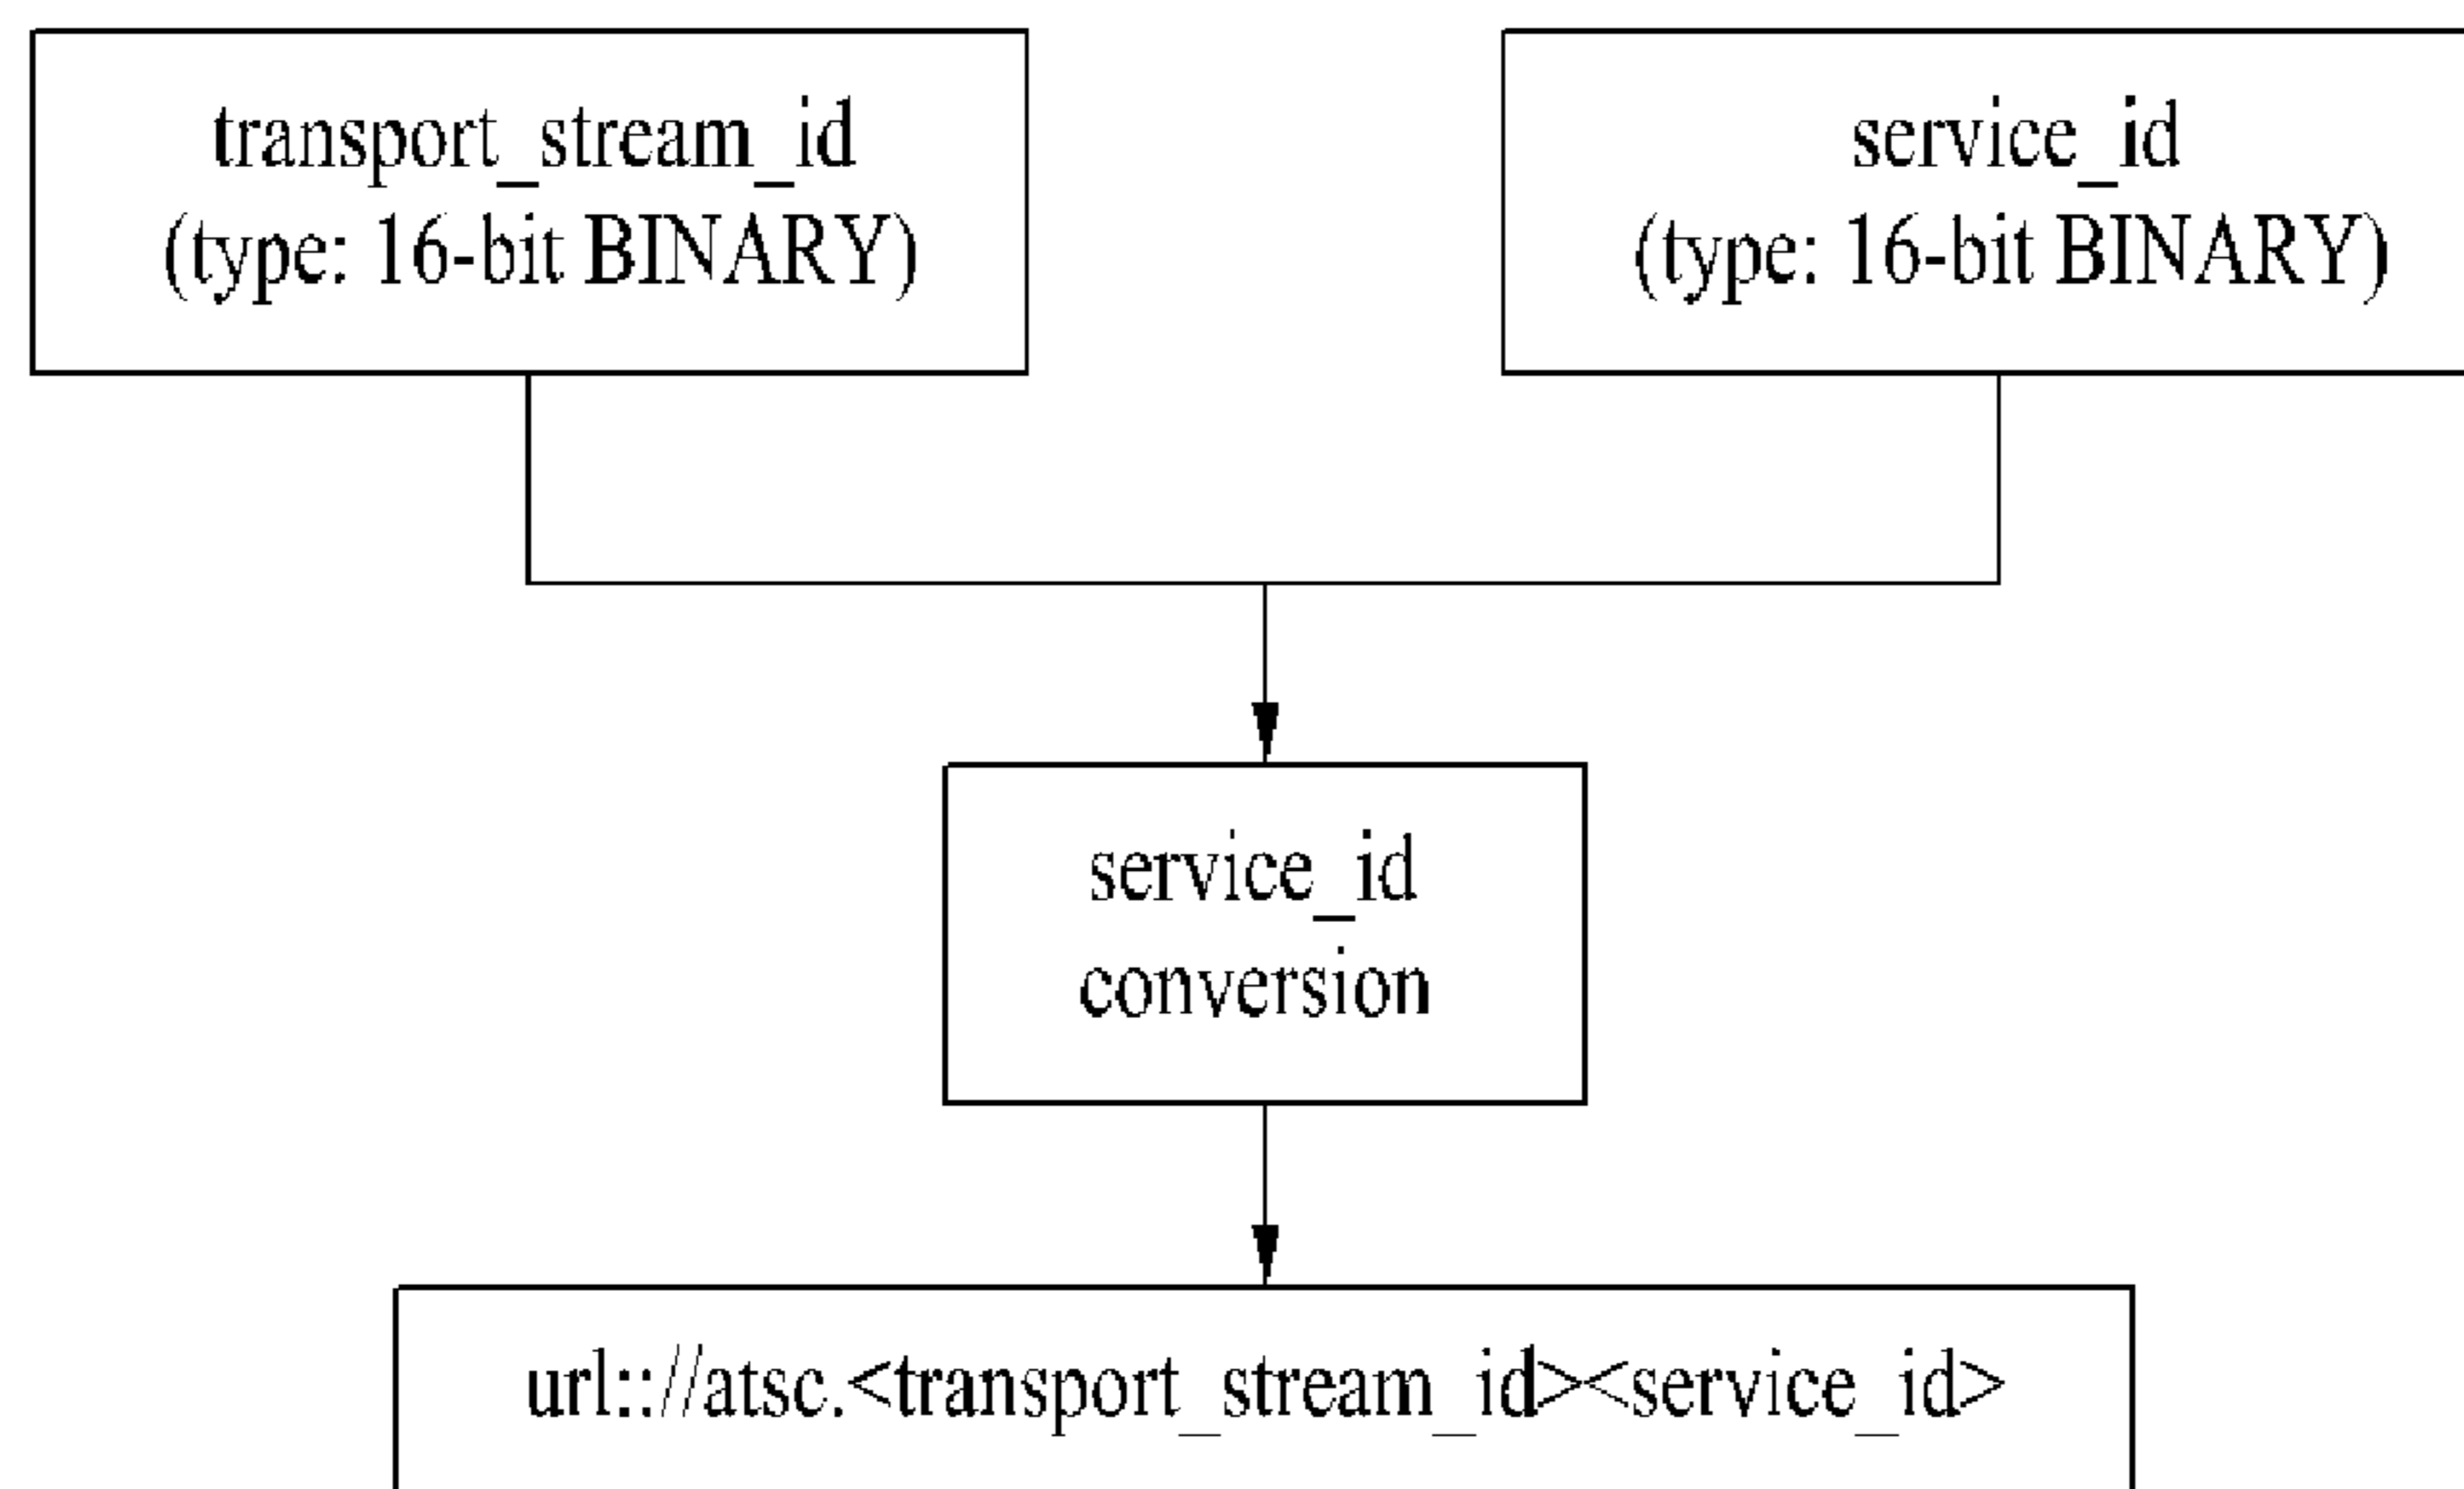 transport_stream_id
(type: 16-bit BINARY)
service_id
(type: 16-bit BINARY)
service_id
conversion
url:://atsc.<transport_stream_id><service_id>